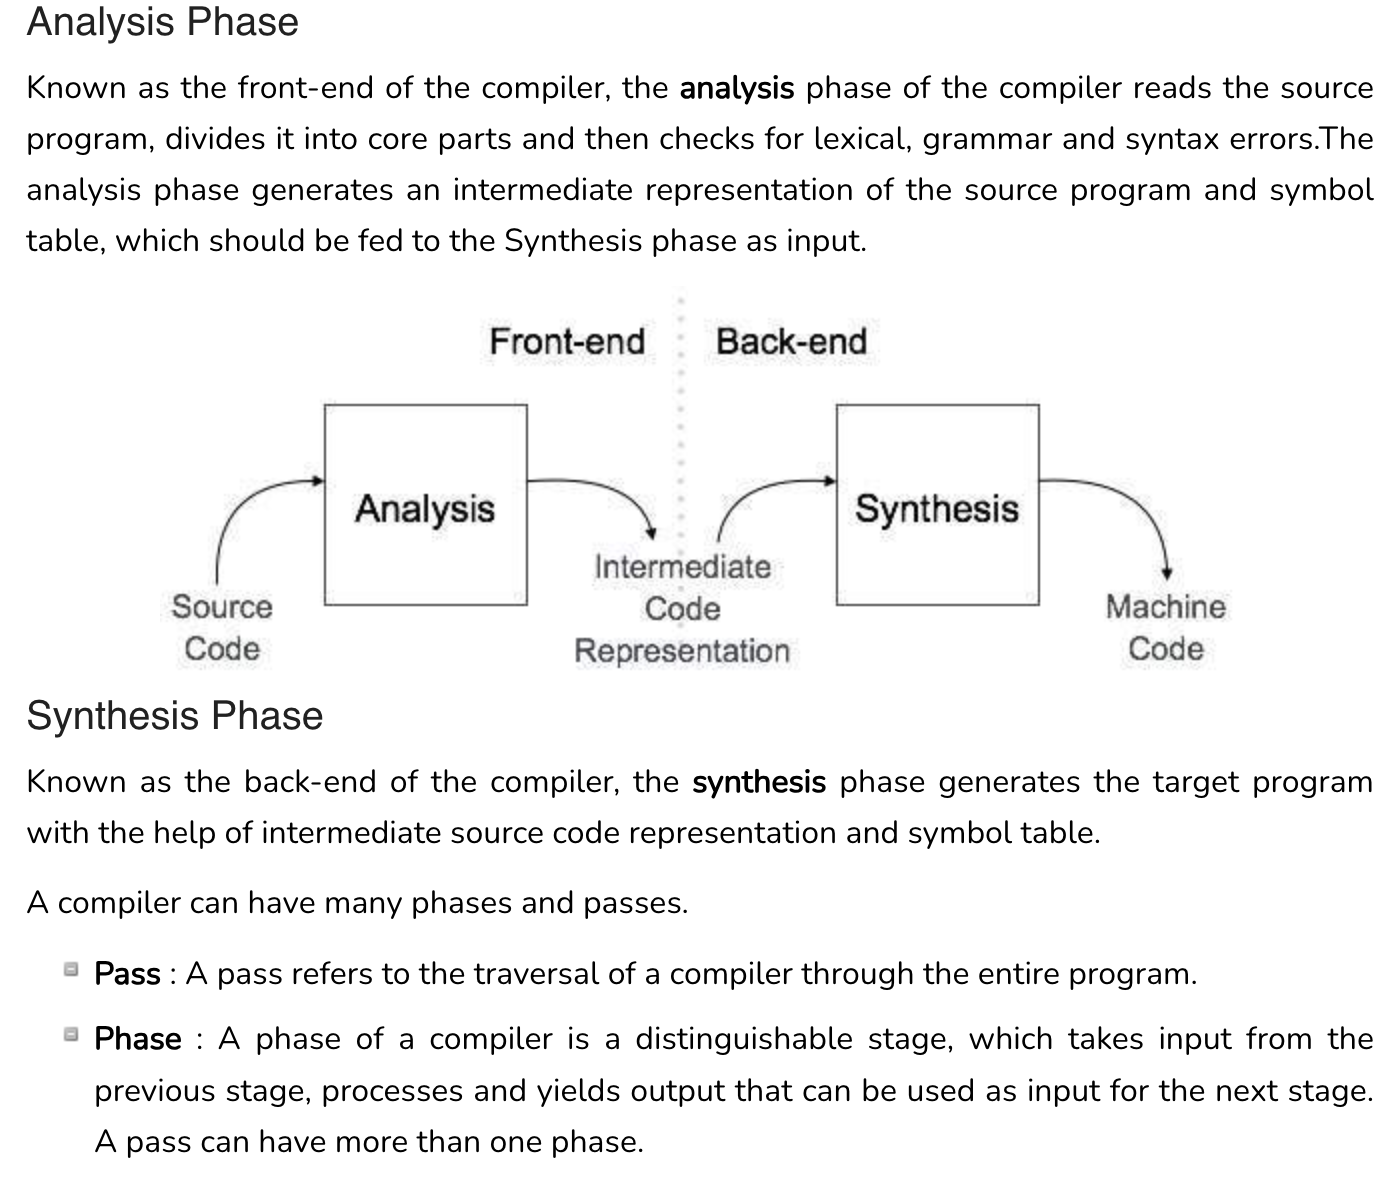 Analysis Phase
Known as the front-end of the compiler, the analysis phase of the compiler reads the source
program, divides it into core parts and then checks for lexical, grammar and syntax errors.The
analysis phase generates an intermediate representation of the source program and symbol
table, which should be fed to the Synthesis phase as input.
Front-end
Back-end
Analysis
Synthesis
Source
Code
Intermediate
Code
Representation
Machine
Code
Synthesis Phase
Known as the back-end of the compiler, the synthesis phase generates the target program
with the help of intermediate source code representation and symbol table.
A compiler can have many phases and passes.
Pass : A pass refers to the traversal of a compiler through the entire program.
Phase : A phase of a compiler is a distinguishable stage, which takes input from the
previous stage, processes and yields output that can be used as input for the next stage.
A pass can have more than one phase.